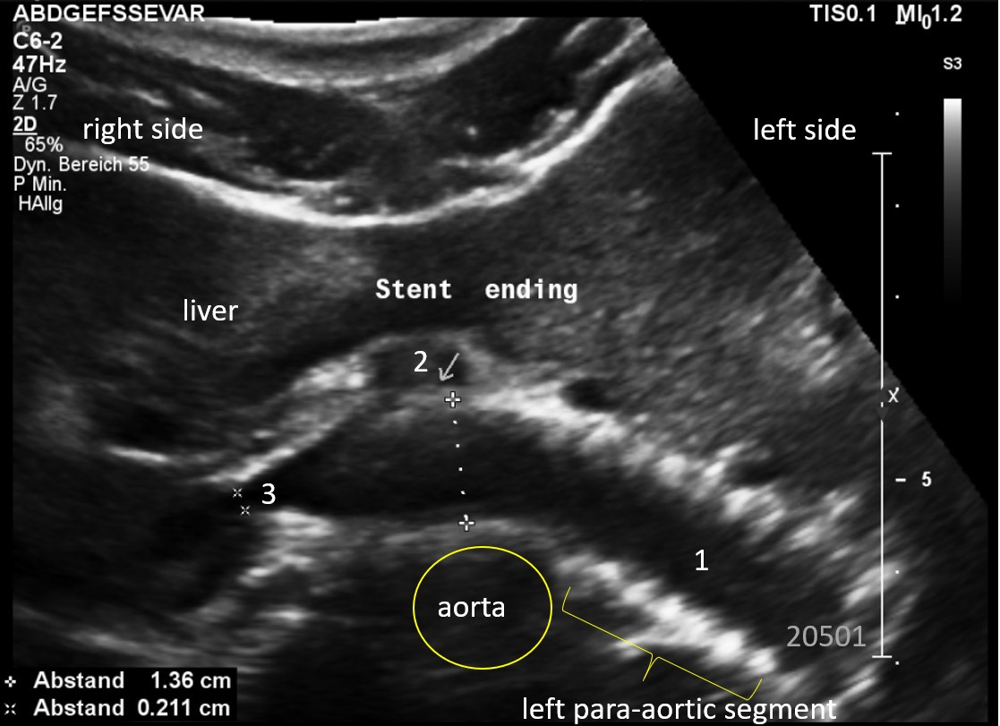 ABDGEFSSEVAR
TIS0.1 MI01.2
C6-2
47Hz
A/G
Z 1.7
2D
65%
Dyn. Bereich 55
P Min.
HAllg
S3
right side
left side
liver
Stent ending
2
X
3
5
1
aorta
20501
left para-aortic segment
Abstand 1.36 cm
Abstand 0.211 cm